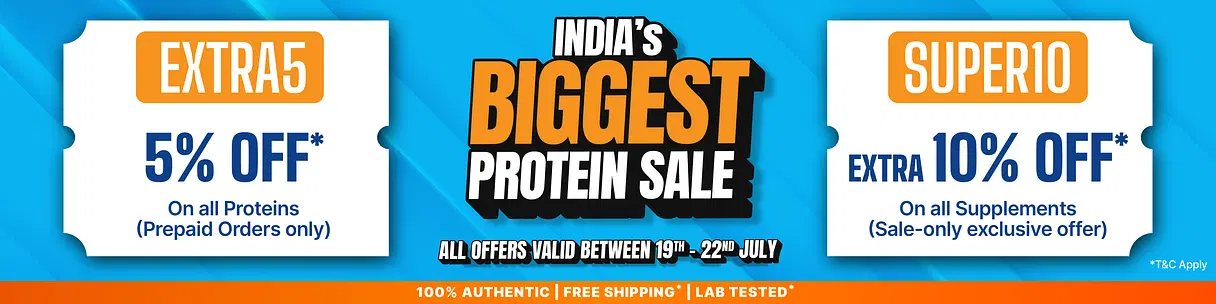 EXTRA5
5% OFF*
On all Proteins
(Prepaid Orders only)
INDIA's
BIGGEST
PROTEIN SALE
ALL OFFERS VALID BETWEEN 19TH - 22ND JULY
SUPER10
EXTRA 10% OFF*
On all Supplements
(Sale-only exclusive offer)
*T&C Apply
100% AUTHENTIC | FREE SHIPPING* | LAB TESTED*